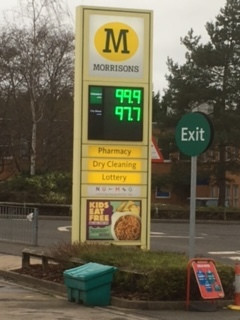 M
MORRISONS
99.9
97.7
Pharmacy
Dry Cleaning
Lottery
KIDS
EAT FREE
Exit